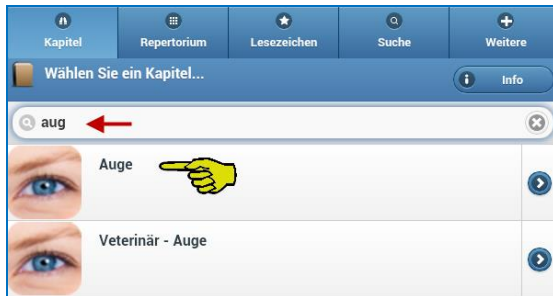 Kapitel Repertorium Lesezeichen Suche Weitere
Wählen Sie ein Kapitel... Info
aug
Auge
Veterinär - Auge